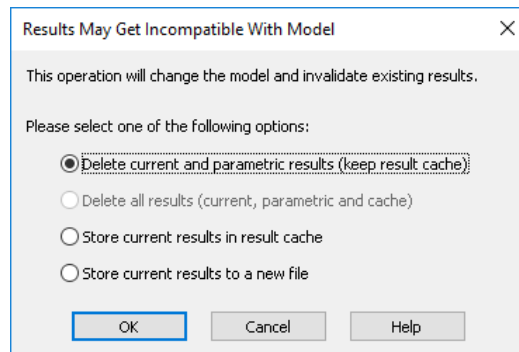 Results May Get Incompatible With Model
This operation will change the model and invalidate existing results.
Please select one of the following options:
Delete current and parametric results (keep result cache)
Delete all results (current, parametric and cache)
Store current results in result cache
Store current results to a new file
OK Cancel Help